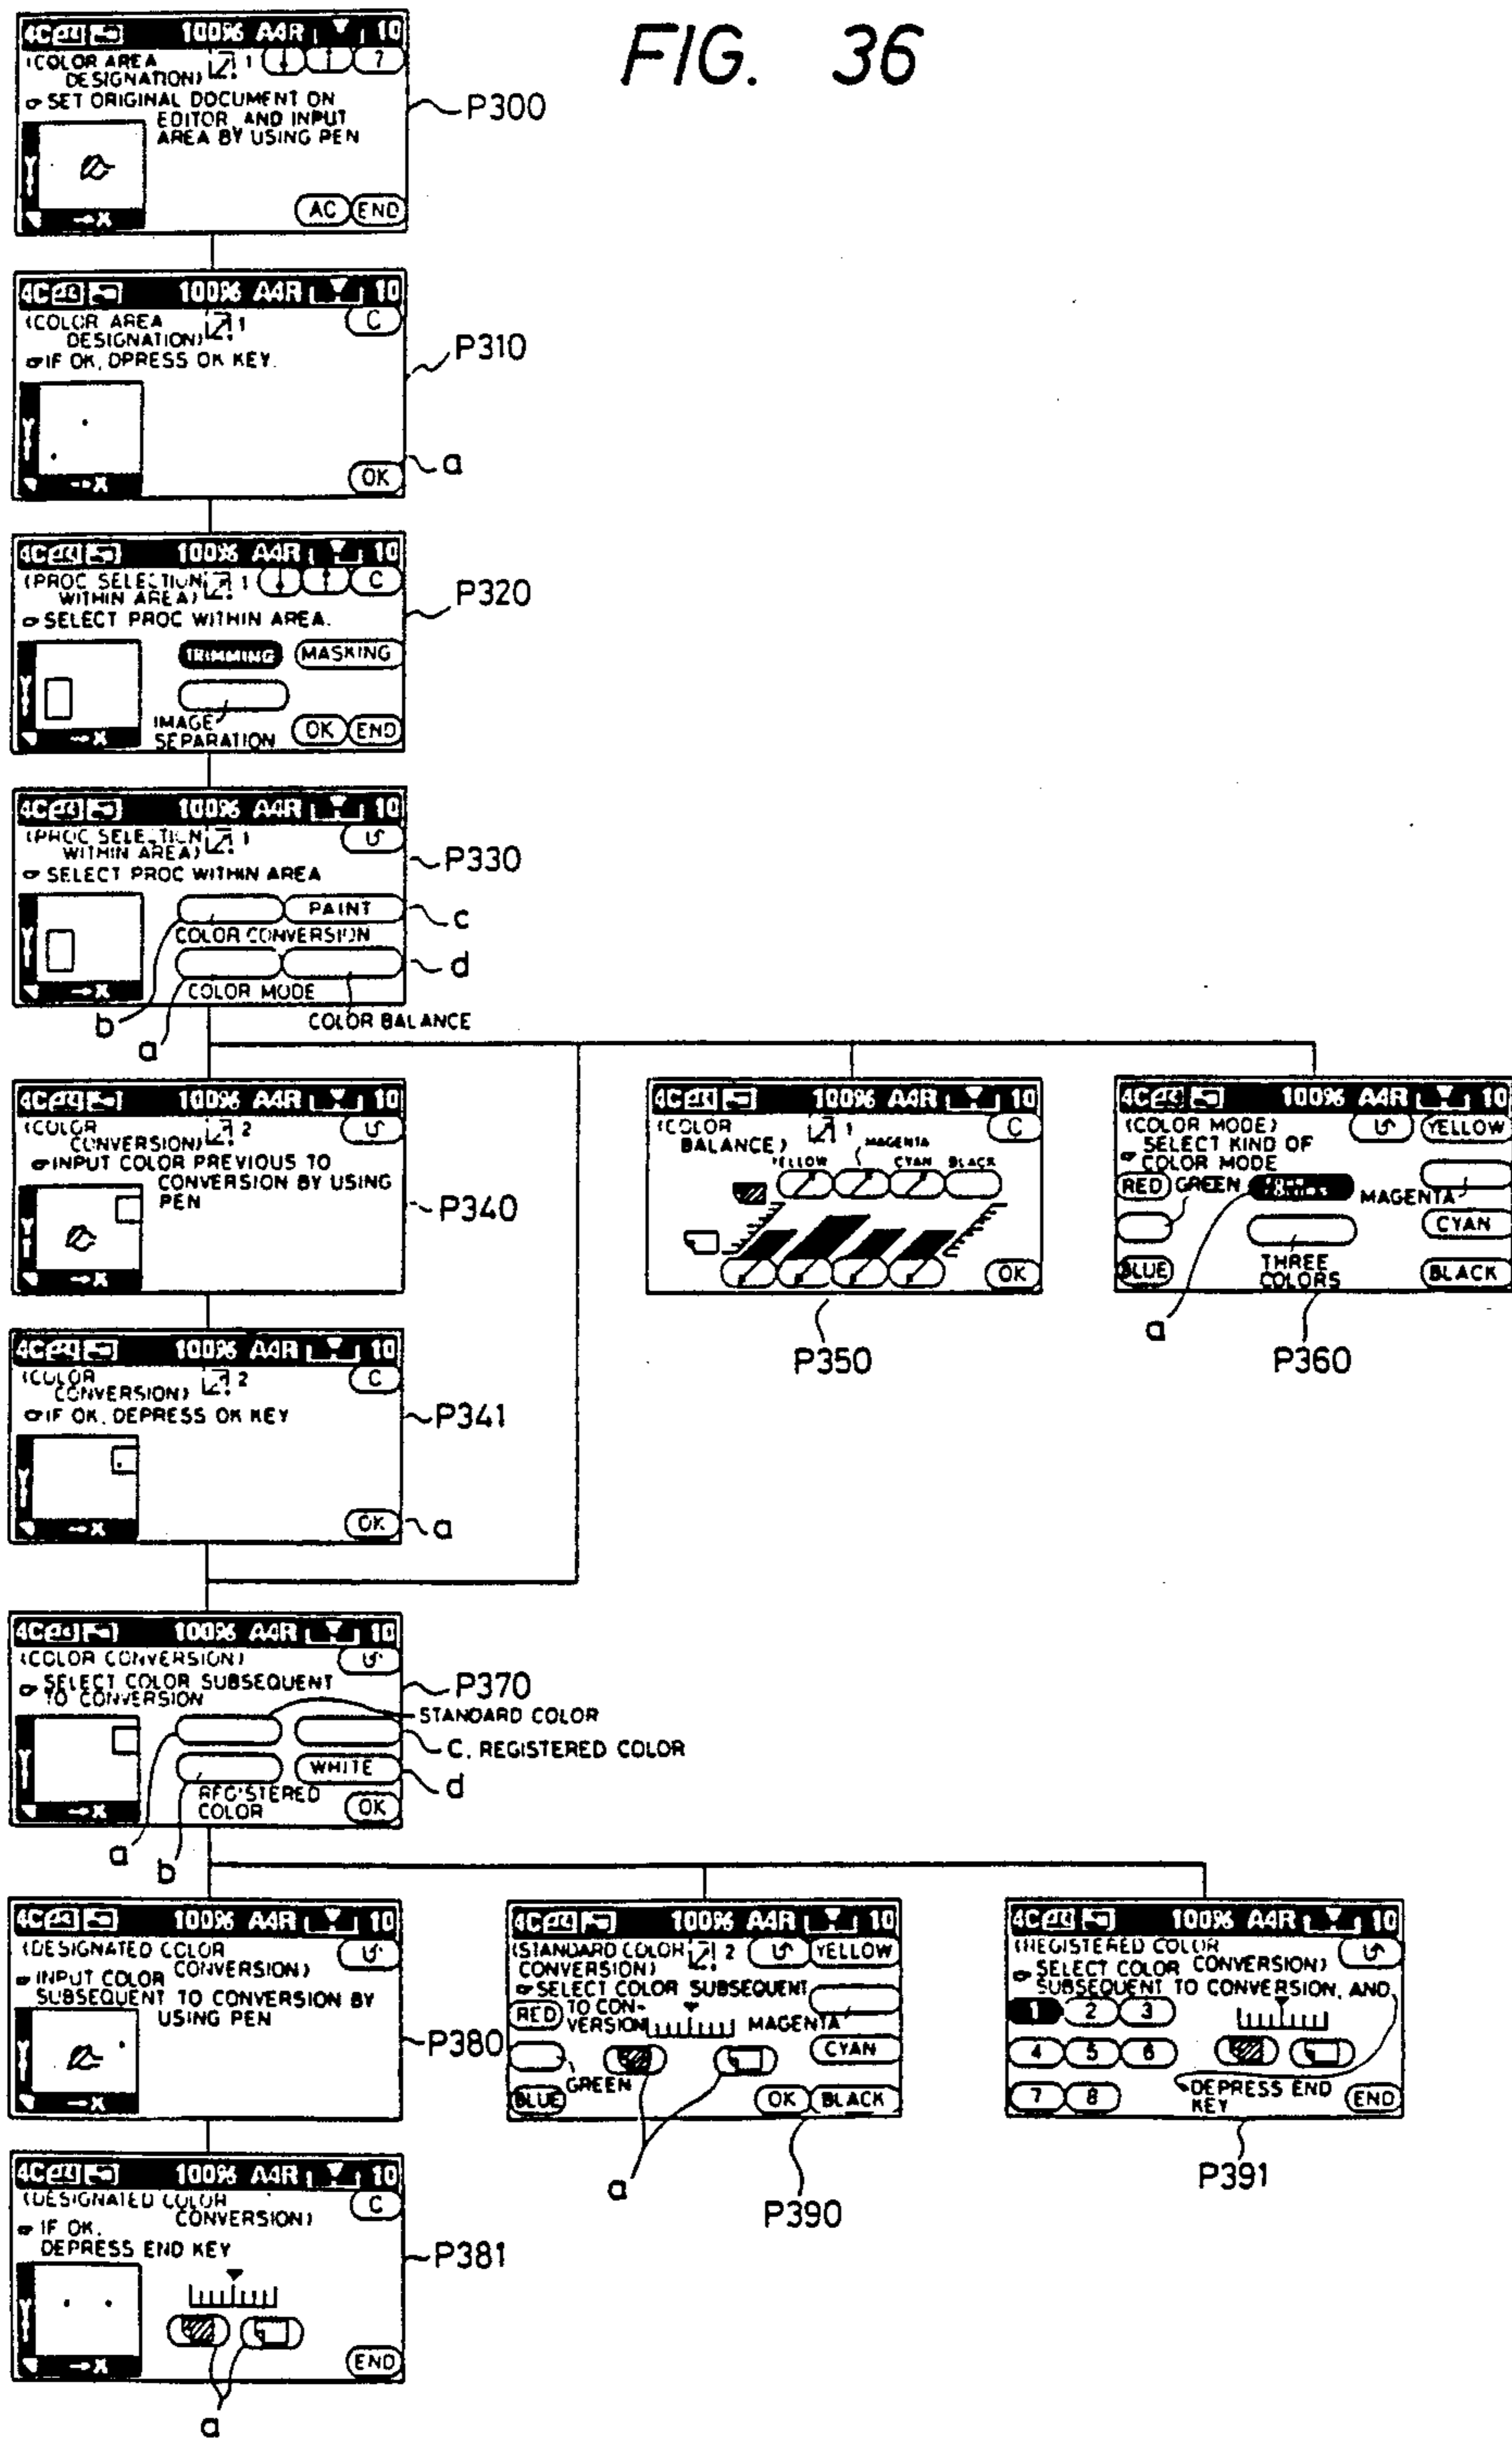 FIG. 36
4C 100% A4R 10
(COLOR AREA
DESIGNATION) 1 ?
SET ORIGINAL DOCUMENT ON
EDITOR, AND INPUT
AREA BY USING PEN
Y
→X
AC END
P300
4C 100% A4R 10
(COLOR AREA
DESIGNATION) 1 C
IF OK, DPRESS OK KEY.
Y
→X
OK
P310
a
4C 100% A4R 10
(PROC SELECTION
WITHIN AREA) 1 C
SELECT PROC WITHIN AREA.
TRIMMING MASKING
IMAGE
SEPARATION
OK END
Y
→X
P320
4C 100% A4R 10
(PROC SELECTION
WITHIN AREA) 1
SELECT PROC WITHIN AREA
PAINT
COLOR CONVERSION
COLOR MODE
COLOR BALANCE
Y
→X
P330
c
d
b
a
4C 100% A4R 10
(COLOR
CONVERSION) 2
INPUT COLOR PREVIOUS TO
CONVERSION BY USING
PEN
Y
→X
P340
4C 100% A4R 10
(COLOR
BALANCE) 1 C
YELLOW MAGENTA CYAN BLACK
OK
P350
4C 100% A4R 10
(COLOR MODE) YELLOW
SELECT KIND OF
COLOR MODE
RED GREEN MAGENTA
CYAN
BLUE THREE
COLORS BLACK
a
P360
4C 100% A4R 10
(COLOR
CONVERSION) 2 C
IF OK, DEPRESS OK KEY
Y
→X
OK
P341
a
4C 100% A4R 10
(COLOR CONVERSION)
SELECT COLOR SUBSEQUENT
TO CONVERSION
P370
STANDARD COLOR
C. REGISTERED COLOR
WHITE
d
REGISTERED
COLOR
OK
Y
→X
a
b
4C 100% A4R 10
(DESIGNATED COLOR
CONVERSION)
INPUT COLOR
SUBSEQUENT TO CONVERSION BY
USING PEN
Y
→X
P380
4C 100% A4R 10
(STANDARD COLOR
CONVERSION) 2 YELLOW
SELECT COLOR SUBSEQUENT
RED TO CON-
VERSION MAGENTA
CYAN
GREEN
BLUE OK BLACK
a
P390
4C 100% A4R 10
(REGISTERED COLOR
CONVERSION)
SELECT COLOR
SUBSEQUENT TO CONVERSION, AND
1 2 3
4 5 6
7 8
DEPRESS END
KEY
END
P391
4C 100% A4R 10
(DESIGNATED COLOR
CONVERSION) C
IF OK,
DEPRESS END KEY
Y
→X
END
P381
a